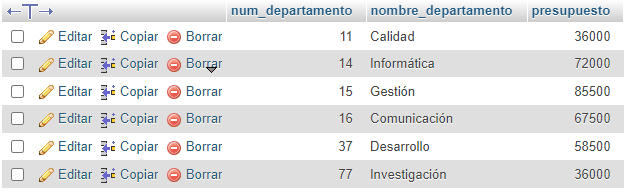 num_departamento nombre_departamento presupuesto
Editar Copiar Borrar 11 Calidad 36000
Editar Copiar Borrar 14 Informática 72000
Editar Copiar Borrar 15 Gestión 85500
Editar Copiar Borrar 16 Comunicación 67500
Editar Copiar Borrar 37 Desarrollo 58500
Editar Copiar Borrar 77 Investigación 36000